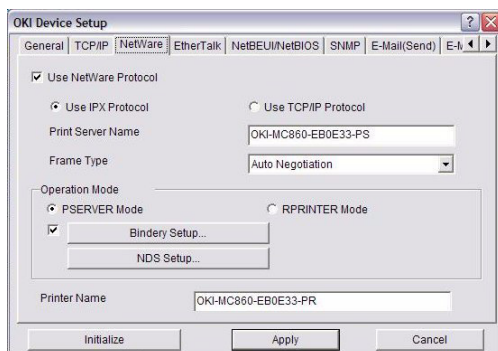 OKI Device Setup
General TCP/IP NetWare EtherTalk NetBEUI/NetBIOS SNMP E-Mail(Send)
Use NetWare Protocol
Use IPX Protocol Use TCP/IP Protocol
Print Server Name OKI-MC860-EB0E33-PS
Frame Type Auto Negotiation
Operation Mode
PSERVER Mode RPRINTER Mode
Bindery Setup...
NDS Setup...
Printer Name OKI-MC860-EB0E33-PR
Initialize Apply Cancel